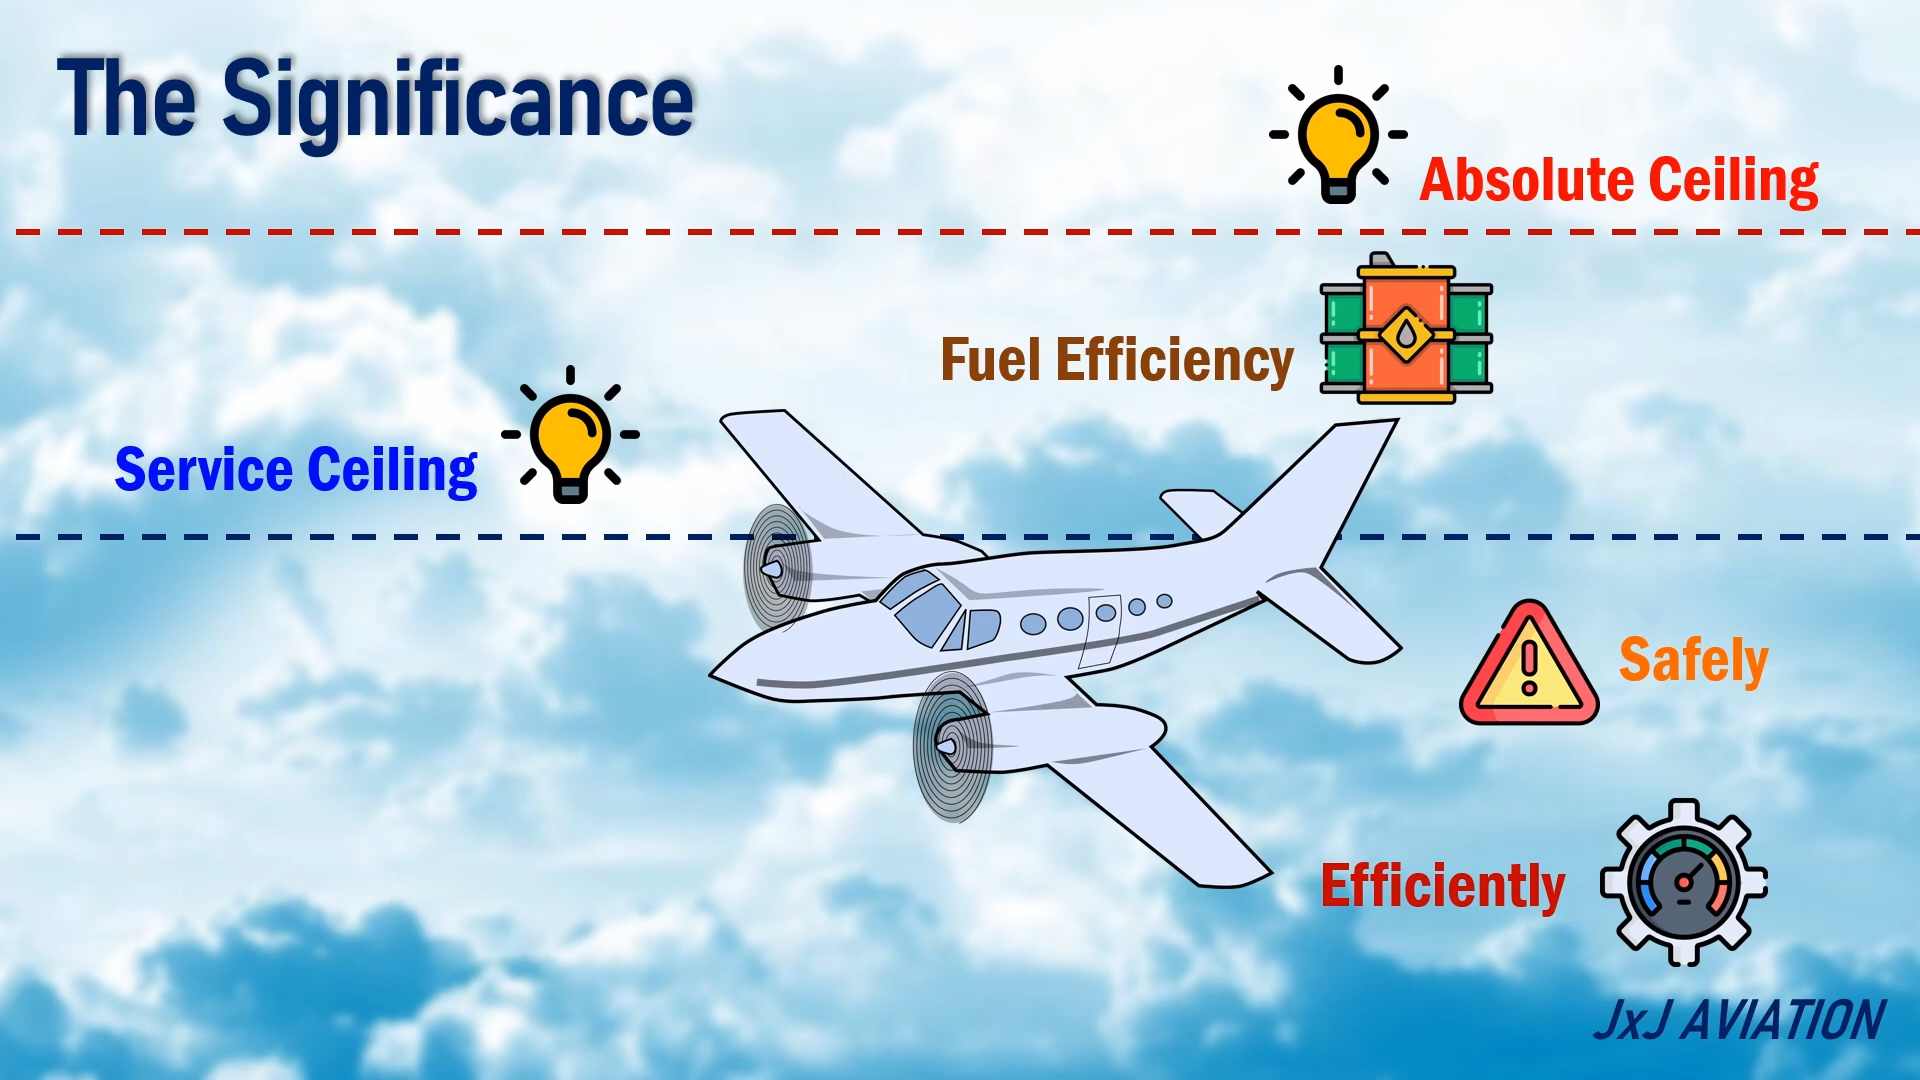 The Significance
Absolute Ceiling
Fuel Efficiency
Service Ceiling
Safely
Efficiently
JxJ AVIATION